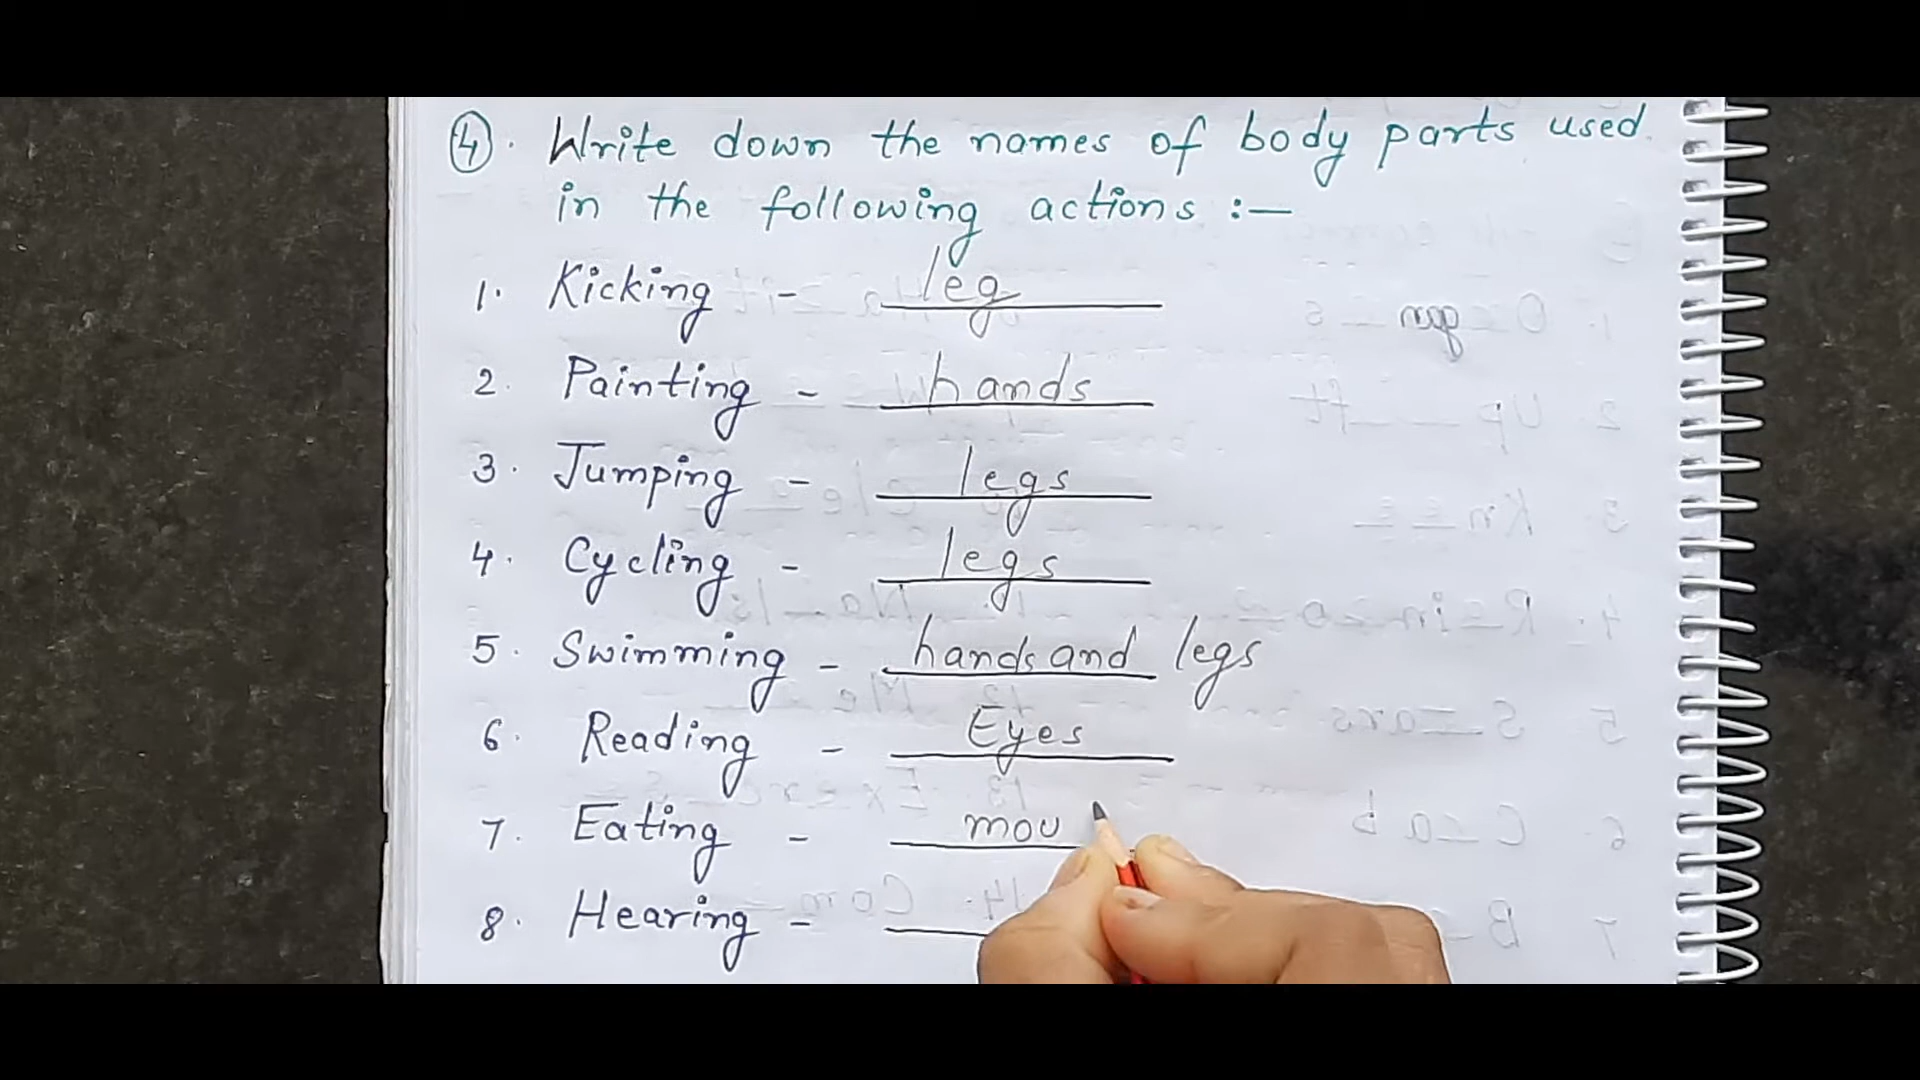 4. Write down the names of body parts used
in the following actions :-
1. Kicking - leg
2. Painting - hands
3. Jumping - legs
4. Cycling - legs
5. Swimming - hands and legs
6. Reading - Eyes
7. Eating - mou
8. Hearing -